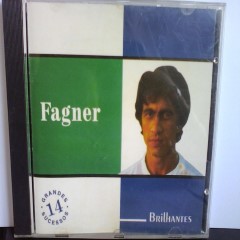 Fagner
GRANDES
14
SUCESSOS
BRILHANTES